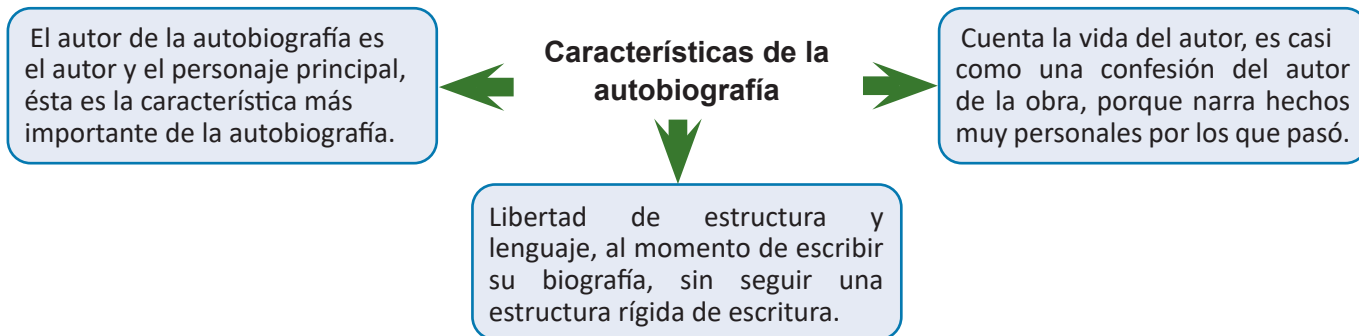 Características de la
autobiografía
El autor de la autobiografía es
el autor y el personaje principal,
ésta es la característica más
importante de la autobiografía.
Cuenta la vida del autor, es casi
como una confesión del autor
de la obra, porque narra hechos
muy personales por los que pasó.
Libertad de estructura y
lenguaje, al momento de escribir
su biografía, sin seguir una
estructura rígida de escritura.